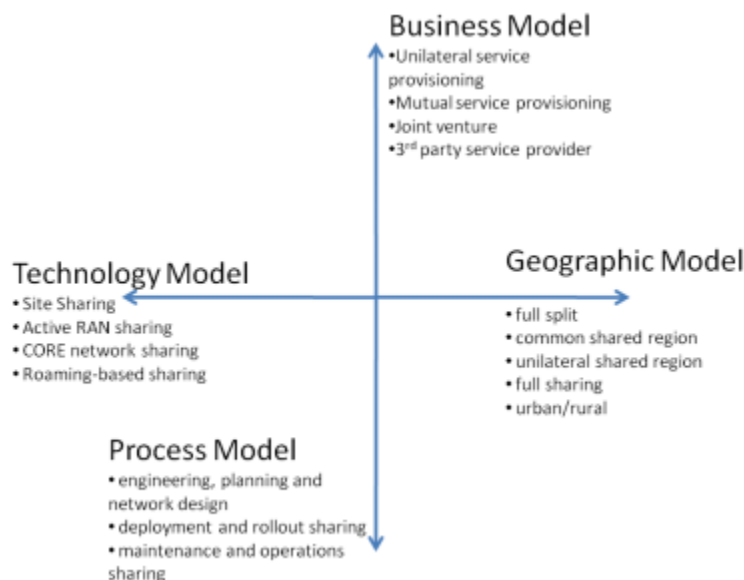 Business Model
•Unilateral service
provisioning
•Mutual service provisioning
•Joint venture
•3rd party service provider
Technology Model
• Site Sharing
• Active RAN sharing
• CORE network sharing
• Roaming-based sharing
Geographic Model
• full split
• common shared region
• unilateral shared region
• full sharing
• urban/rural
Process Model
• engineering, planning and
network design
• deployment and rollout sharing
• maintenance and operations
sharing